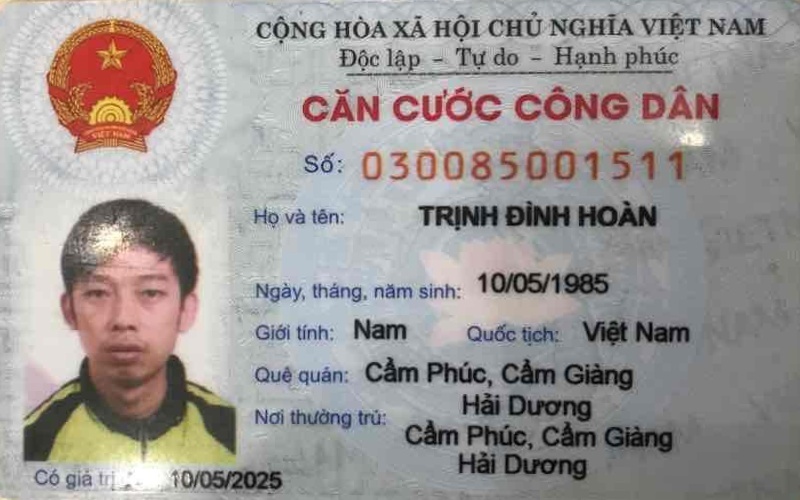 CỘNG HÒA XÃ HỘI CHỦ NGHĨA VIỆT NAM
Độc lập - Tự do - Hạnh phúc
CĂN CƯỚC CÔNG DÂN
Số: 030085001511
Họ và tên: TRỊNH ĐÌNH HOÀN
Ngày, tháng, năm sinh: 10/05/1985
Giới tính: Nam Quốc tịch: Việt Nam
Quê quán: Cẩm Phúc, Cẩm Giàng
Hải Dương
Nơi thường trú: Cẩm Phúc, Cẩm Giàng
Hải Dương
Có giá trị 10/05/2025
VIỆT NAM